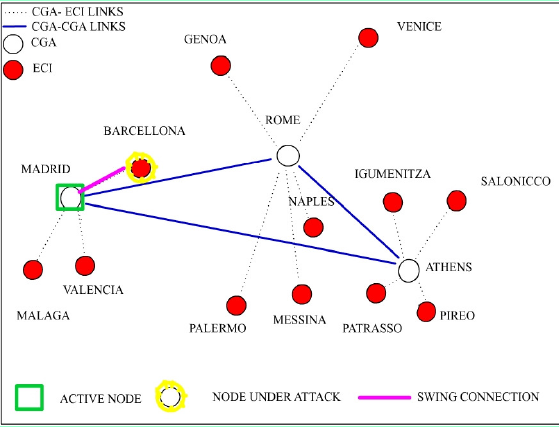 CGA- ECI LINKS
CGA-CGA LINKS
CGA
ECI
GENOA
VENICE
BARCELLONA
ROME
MADRID
IGUMENITZA
SALONICCO
NAPLES
ATHENS
VALENCIA
MALAGA
PALERMO
MESSINA
PATRASSO
PIREO
ACTIVE NODE
NODE UNDER ATTACK
SWING CONNECTION